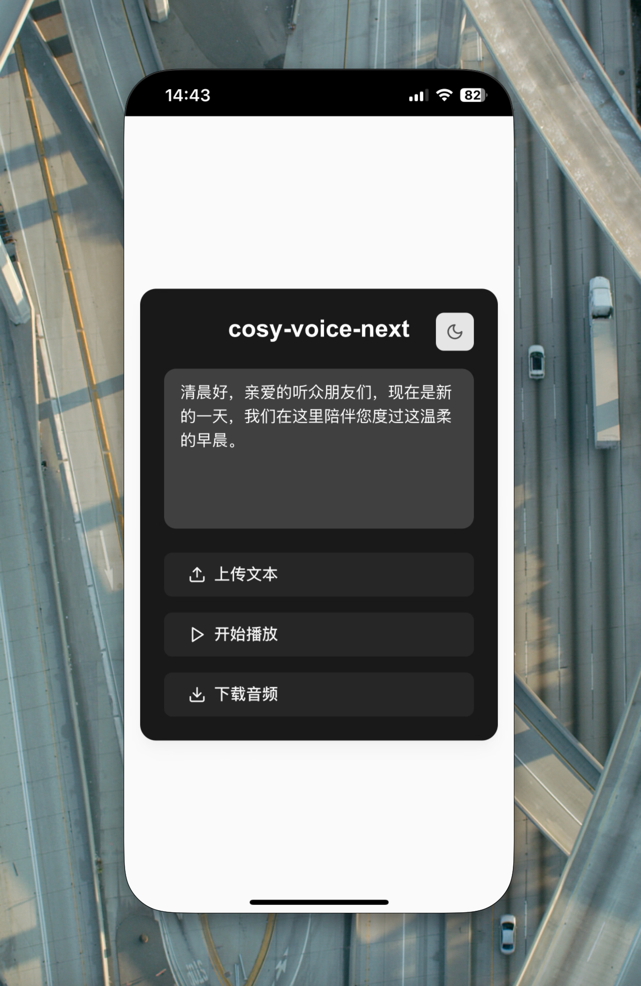 14:43
82
cosy-voice-next
清晨好，亲爱的听众朋友们，现在是新
的一天，我们在这里陪伴您度过这温柔
的早晨。
上传文本
开始播放
下载音频